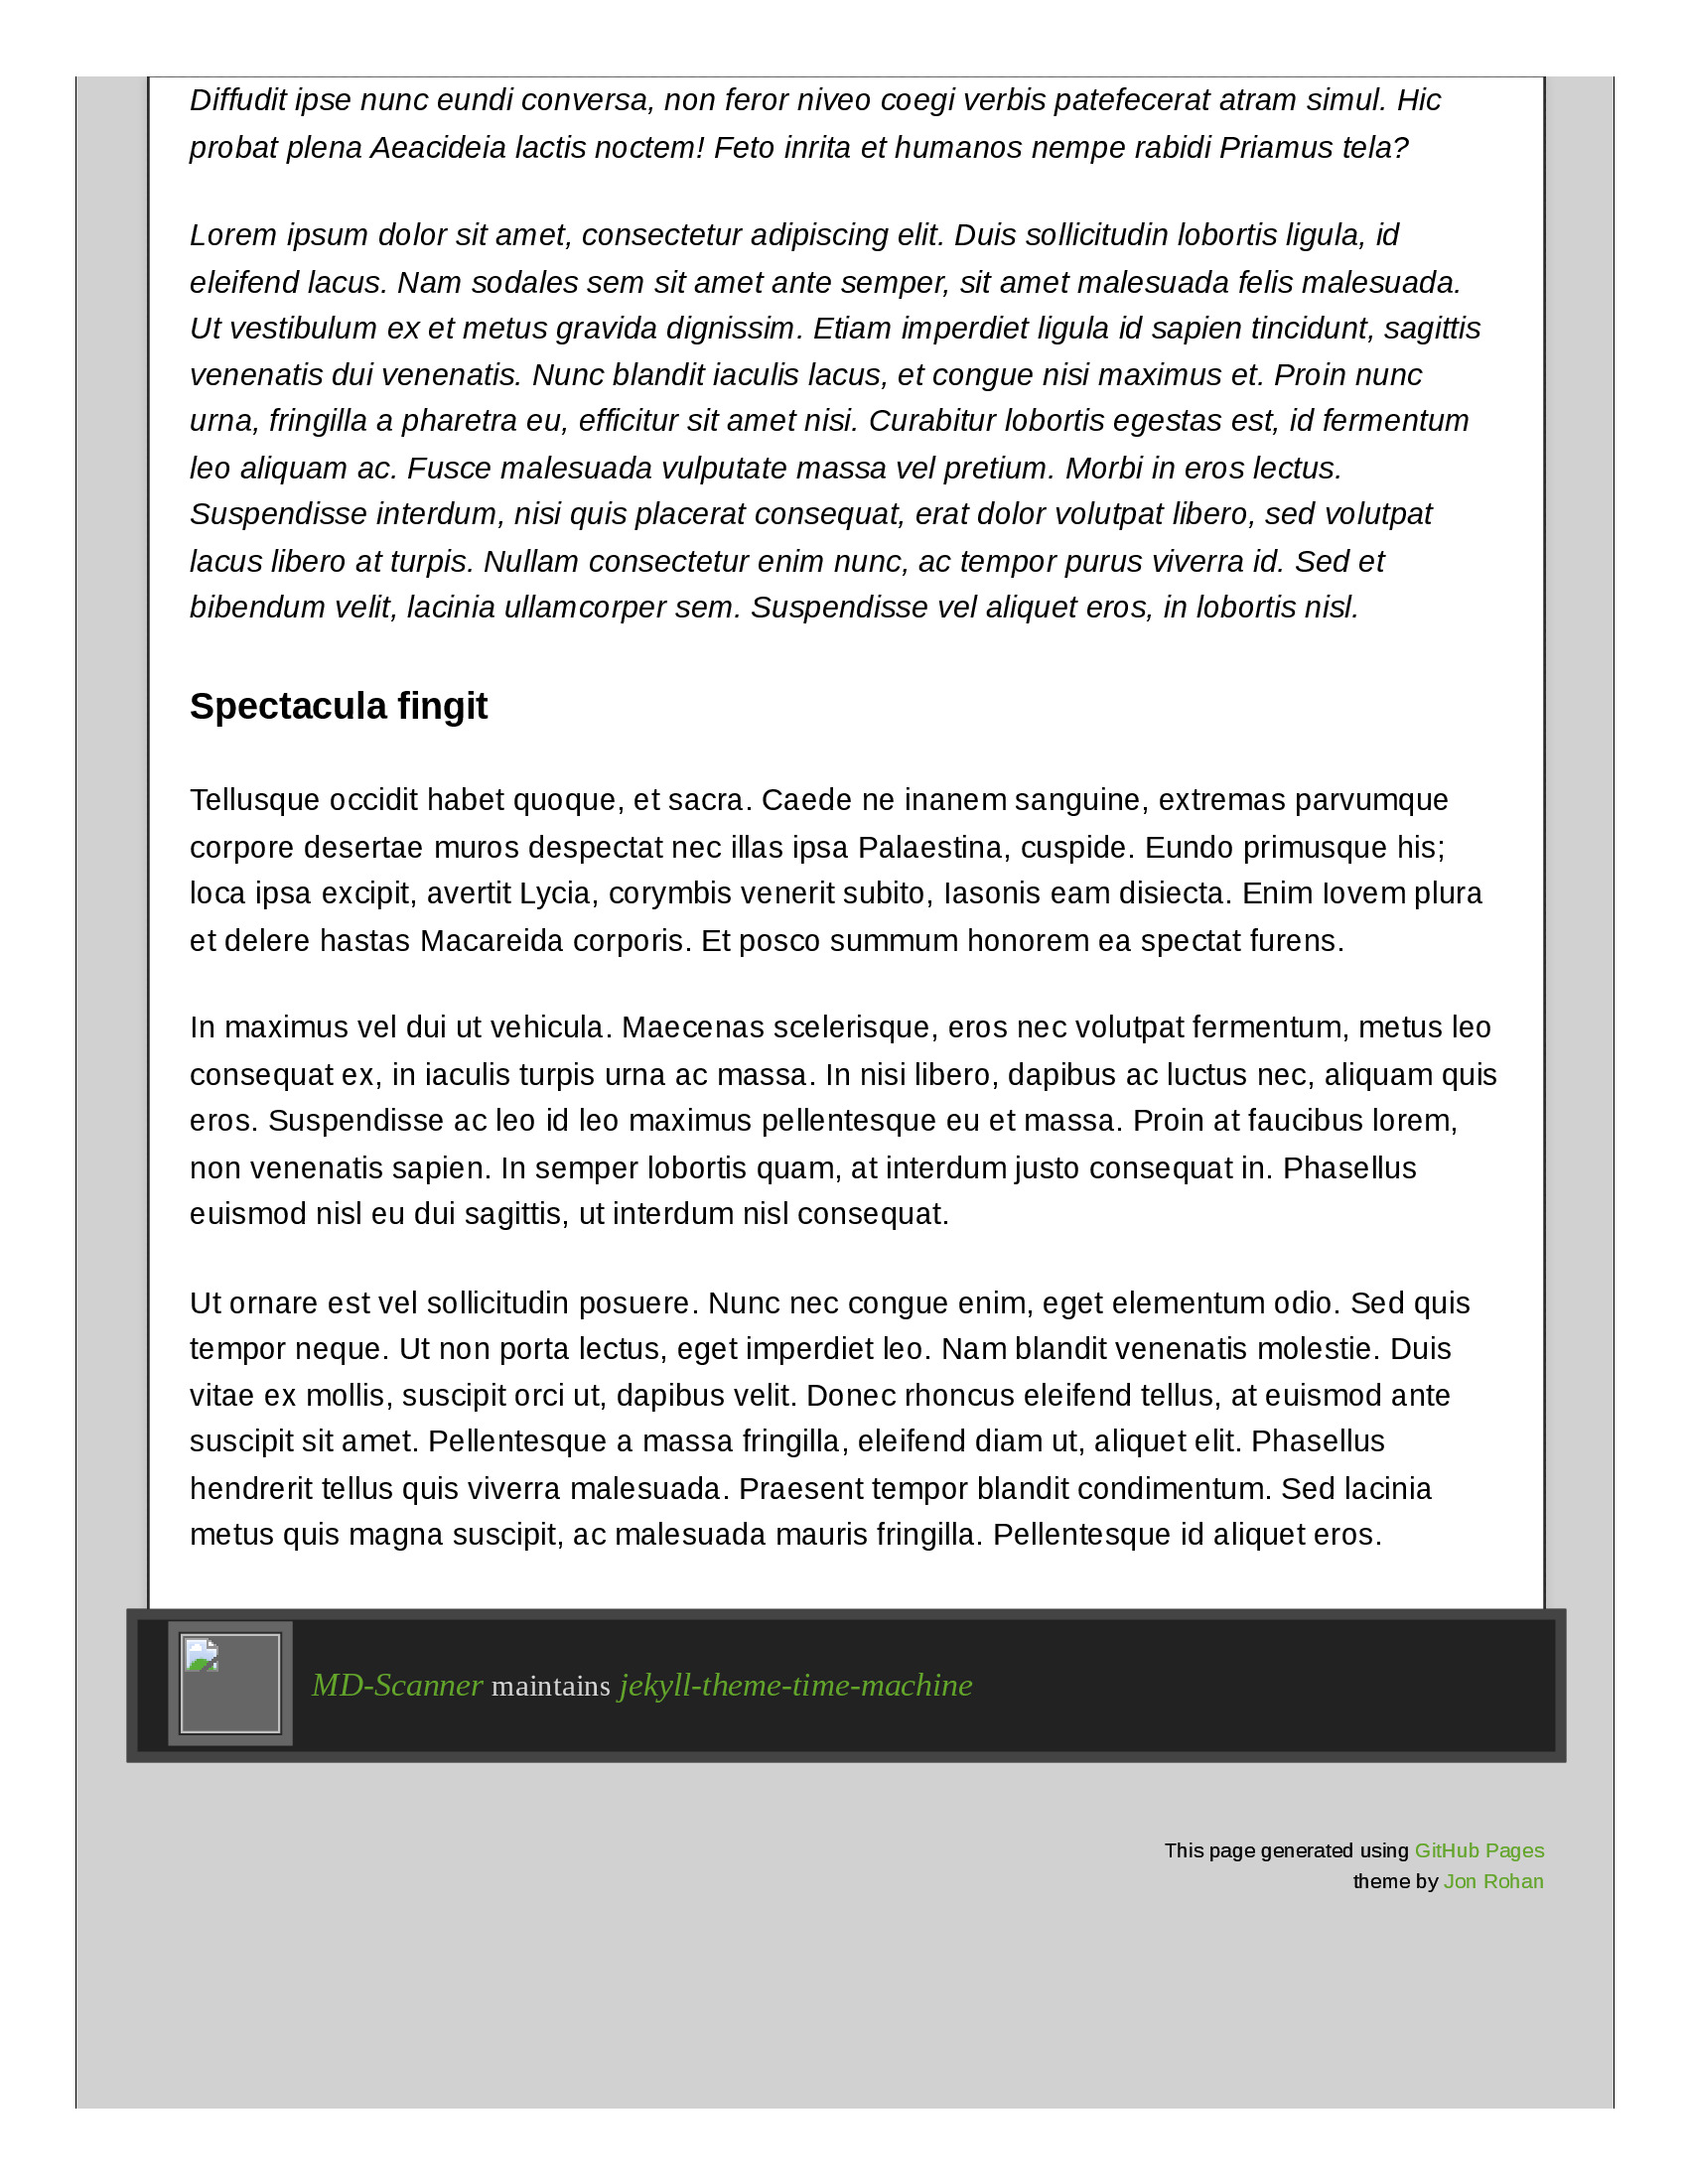 Diffudit ipse nunc eundi conversa, non feror niveo coegi verbis patefecerat atram simul. Hic
probat plena Aeacideia lactis noctem! Feto inrita et humanos nempe rabidi Priamus tela?
Lorem ipsum dolor sit amet, consectetur adipiscing elit. Duis sollicitudin lobortis ligula, id
eleifend lacus. Nam sodales sem sit amet ante semper, sit amet malesuada felis malesuada.
Ut vestibulum ex et metus gravida dignissim. Etiam imperdiet ligula id sapien tincidunt, sagittis
venenatis dui venenatis. Nunc blandit iaculis lacus, et congue nisi maximus et. Proin nunc
urna, fringilla a pharetra eu, efficitur sit amet nisi. Curabitur lobortis egestas est, id fermentum
leo aliquam ac. Fusce malesuada vulputate massa vel pretium. Morbi in eros lectus.
Suspendisse interdum, nisi quis placerat consequat, erat dolor volutpat libero, sed volutpat
lacus libero at turpis. Nullam consectetur enim nunc, ac tempor purus viverra id. Sed et
bibendum velit, lacinia ullamcorper sem. Suspendisse vel aliquet eros, in lobortis nisl.
Spectacula fingit
Tellusque occidit habet quoque, et sacra. Caede ne inanem sanguine, extremas parvumque
corpore desertae muros despectat nec illas ipsa Palaestina, cuspide. Eundo primusque his;
loca ipsa excipit, avertit Lycia, corymbis venerit subito, Iasonis eam disiecta. Enim Iovem plura
et delere hastas Macareida corporis. Et posco summum honorem ea spectat furens.
In maximus vel dui ut vehicula. Maecenas scelerisque, eros nec volutpat fermentum, metus leo
consequat ex, in iaculis turpis urna ac massa. In nisi libero, dapibus ac luctus nec, aliquam quis
eros. Suspendisse ac leo id leo maximus pellentesque eu et massa. Proin at faucibus lorem,
non venenatis sapien. In semper lobortis quam, at interdum justo consequat in. Phasellus
euismod nisl eu dui sagittis, ut interdum nisl consequat.
Ut ornare est vel sollicitudin posuere. Nunc nec congue enim, eget elementum odio. Sed quis
tempor neque. Ut non porta lectus, eget imperdiet leo. Nam blandit venenatis molestie. Duis
vitae ex mollis, suscipit orci ut, dapibus velit. Donec rhoncus eleifend tellus, at euismod ante
suscipit sit amet. Pellentesque a massa fringilla, eleifend diam ut, aliquet elit. Phasellus
hendrerit tellus quis viverra malesuada. Praesent tempor blandit condimentum. Sed lacinia
metus quis magna suscipit, ac malesuada mauris fringilla. Pellentesque id aliquet eros.
MD-Scanner maintains jekyll-theme-time-machine
This page generated using GitHub Pages
theme by Jon Rohan